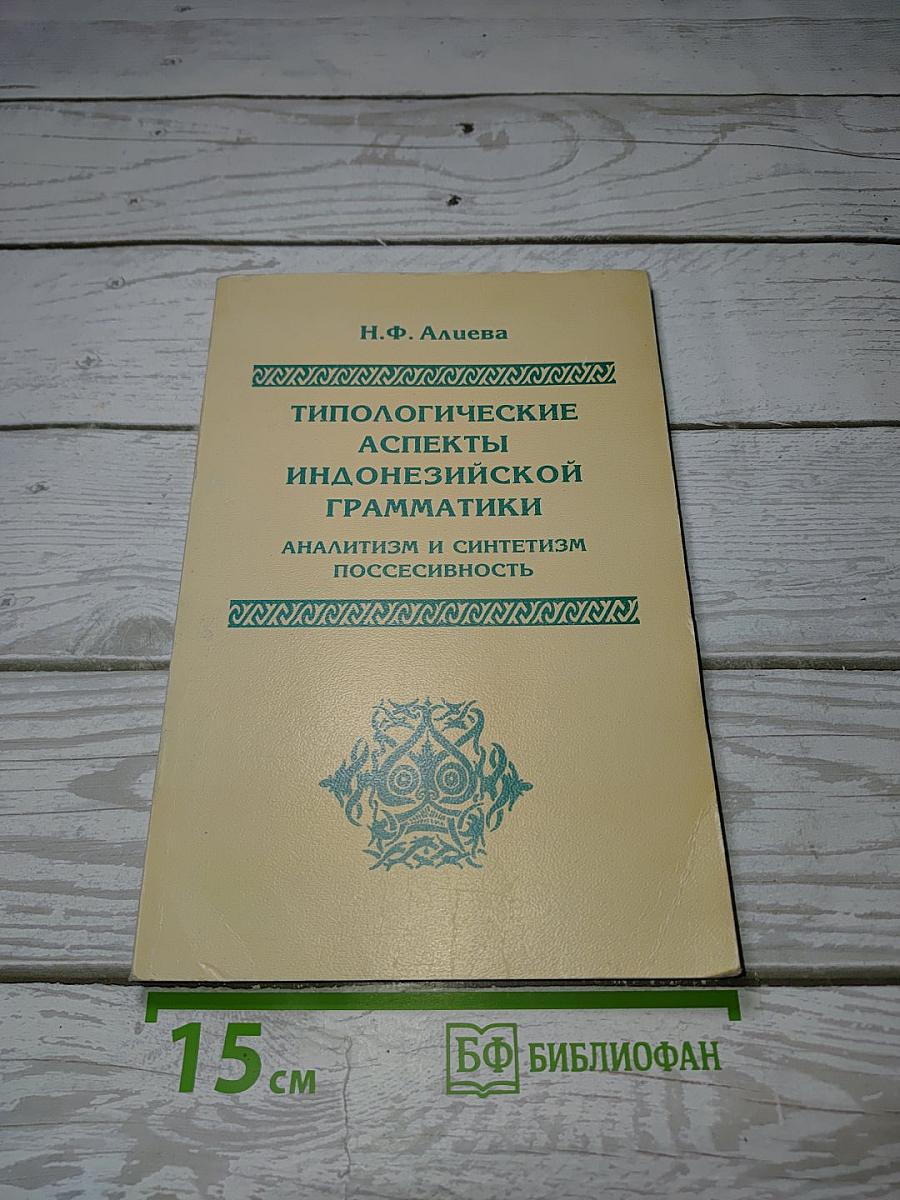 Н.Ф. Алиева
ТИПОЛОГИЧЕСКИЕ
АСПЕКТЫ
ИНДОНЕЗИЙСКОЙ
ГРАММАТИКИ
АНАЛИТИЗМ И СИНТЕТИЗМ
ПОССЕСИВНОСТЬ
15 см
БФ БИБЛИОФАН